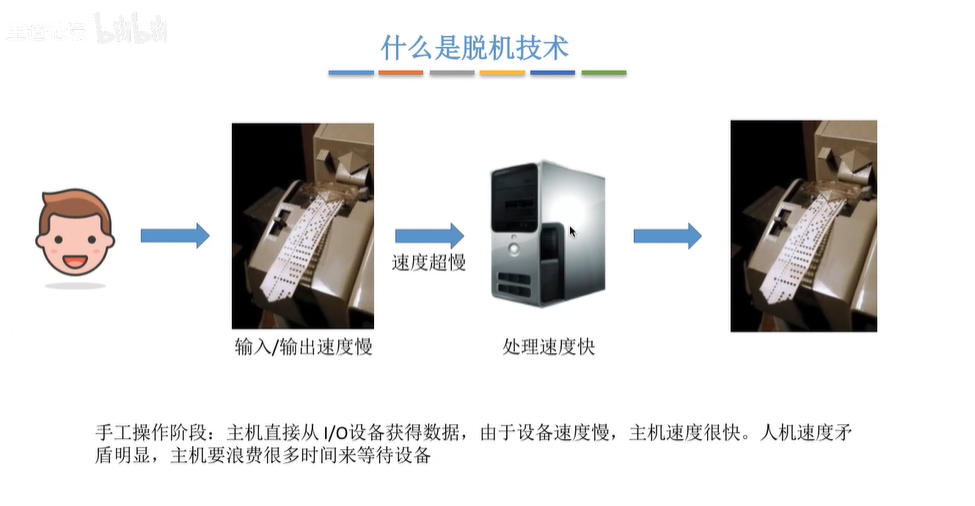 bilibili
什么是脱机技术
速度超慢
输入/输出速度慢
处理速度快
手工操作阶段：主机直接从 I/O设备获得数据，由于设备速度慢，主机速度很快。人机速度矛
盾明显，主机要浪费很多时间来等待设备